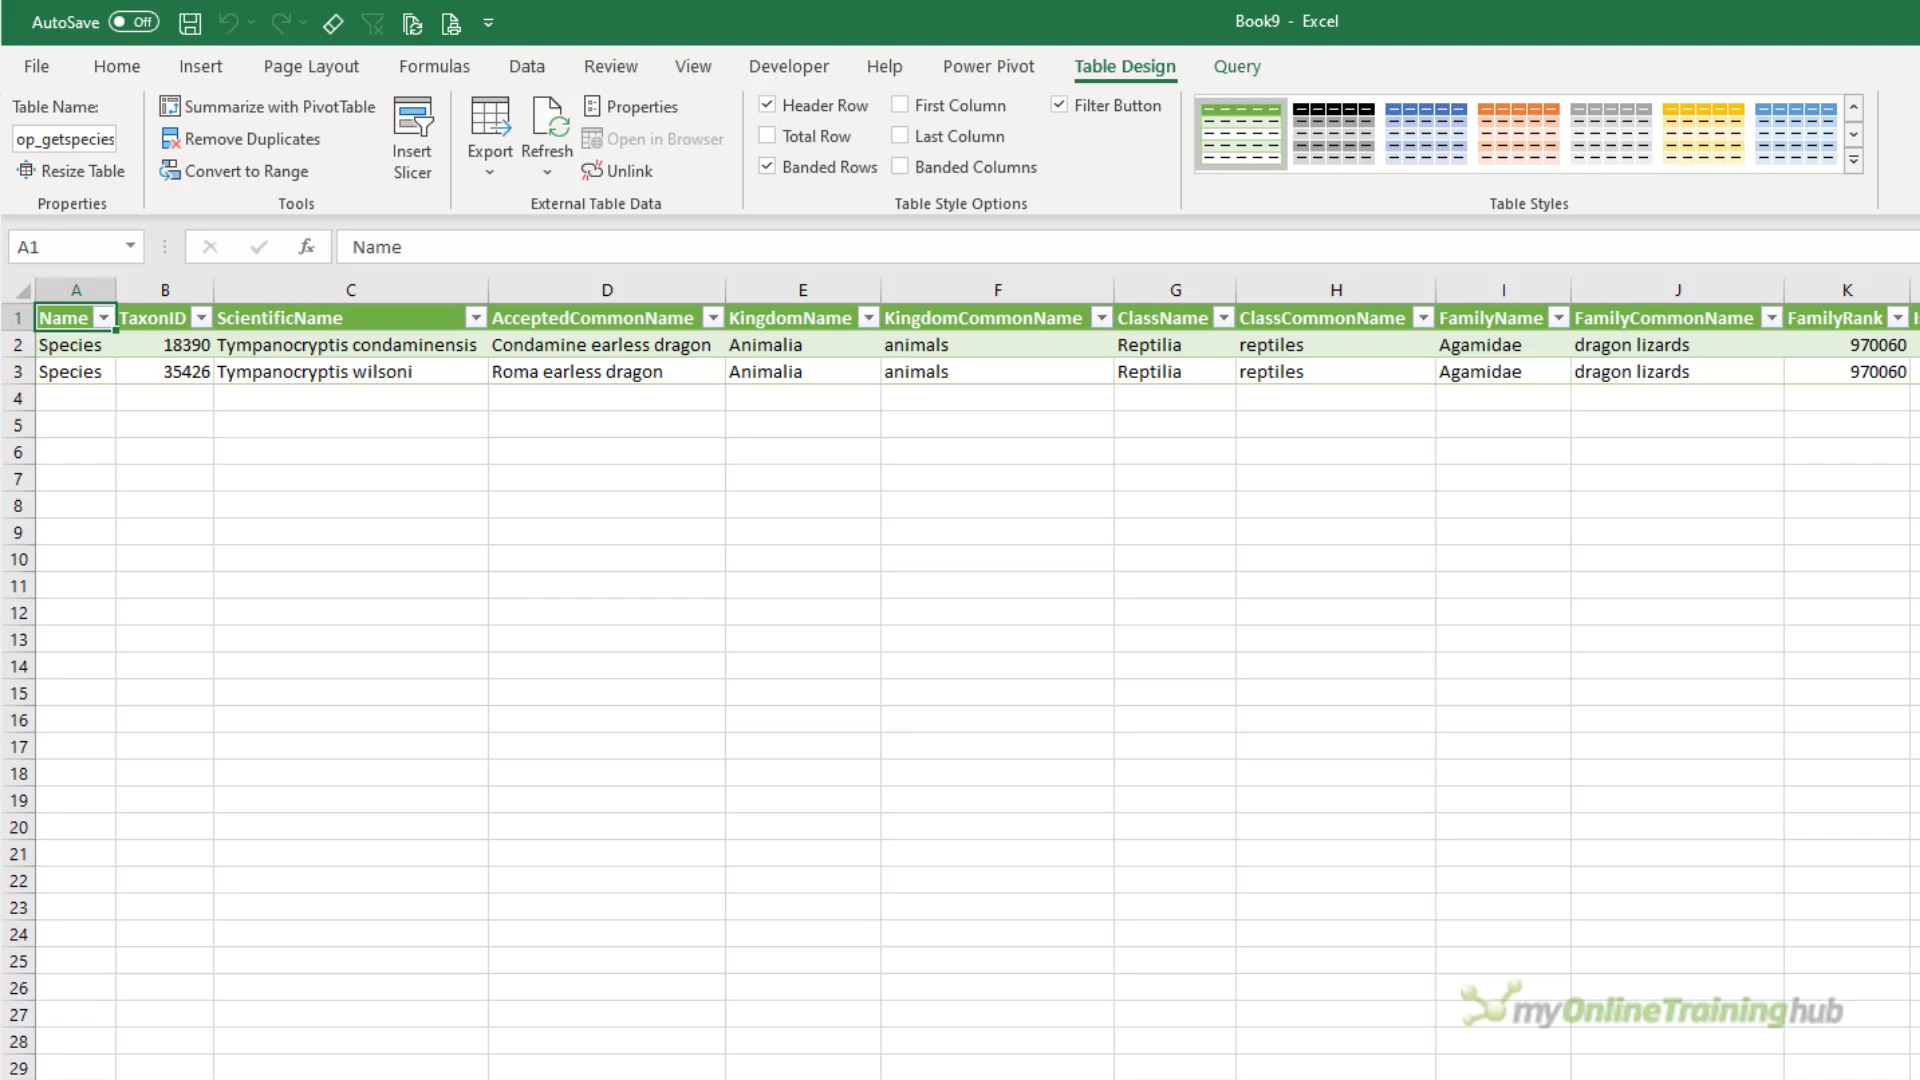 AutoSave Off
Book9 - Excel
File Home Insert Page Layout Formulas Data Review View Developer Help Power Pivot Table Design Query
Table Name:
op_getspecies
Resize Table
Properties
Summarize with PivotTable
Remove Duplicates
Convert to Range
Insert
Slicer
Tools
Export
Refresh
Properties
Open in Browser
Unlink
External Table Data
Header Row
Total Row
Banded Rows
First Column
Last Column
Banded Columns
Filter Button
Table Style Options
Table Styles
A1 fx Name
A B C D E F G H I J K
1 Name TaxonID ScientificName AcceptedCommonName KingdomName KingdomCommonName ClassName ClassCommonName FamilyName FamilyCommonName FamilyRank
2 Species 18390 Tympanocryptis condaminensis Condamine earless dragon Animalia animals Reptilia reptiles Agamidae dragon lizards 970060
3 Species 35426 Tympanocryptis wilsoni Roma earless dragon Animalia animals Reptilia reptiles Agamidae dragon lizards 970060
4
5
6
7
8
9
10
11
12
13
14
15
16
17
18
19
20
21
22
23
24
25
26
27
28
29
myOnlineTraininghub